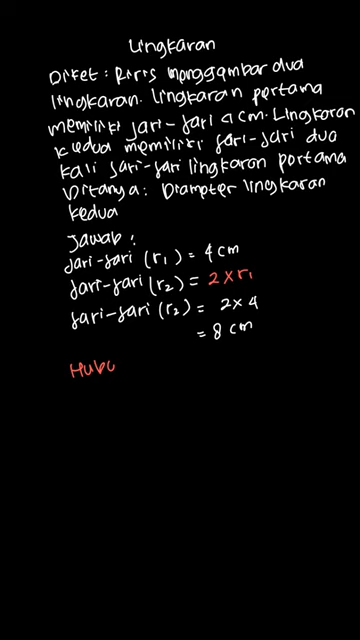 Lingkaran
Diket : Riris menggambar dua
lingkaran. Lingkaran pertama
memiliki jari-jari 4 cm. Lingkaran
kedua memiliki jari-jari dua
kali jari-jari lingkaran pertama
Ditanya : Diameter lingkaran
kedua
Jawab :
jari-jari (r₁) = 4 cm
jari-jari (r₂) = 2 x r₁
jari-jari (r₂) = 2 x 4
= 8 cm
Hubu